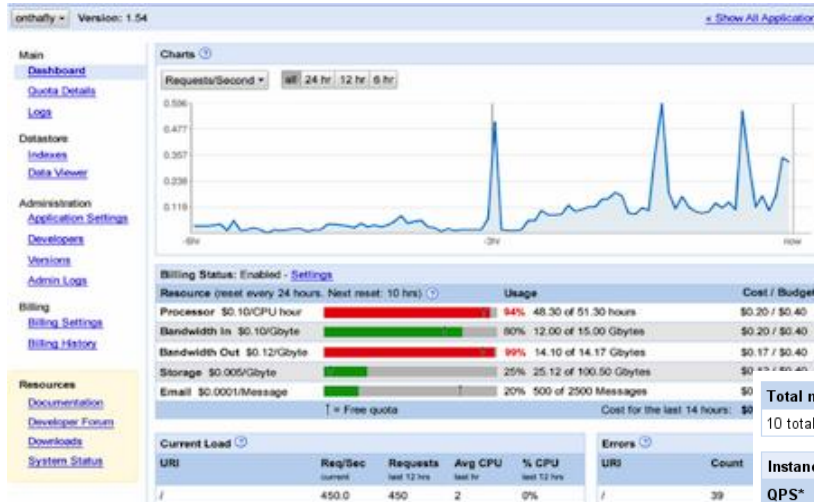 onthafly Version: 1.54 « Show All Application
Main
Dashboard
Quota Details
Logs
Datastore
Indexes
Data Viewer
Administration
Application Settings
Developers
Versions
Admin Logs
Billing
Billing Settings
Billing History
Resources
Documentation
Developer Forum
Downloads
System Status
Charts
Requests/Second all 24 hr 12 hr 6 hr
0.596
0.477
0.357
0.238
0.119
now
Billing Status: Enabled - Settings
Resource (reset every 24 hours. Next reset: 10 hrs) Usage Cost / Budget
Processor $0.10/CPU hour 94% 48.30 of 51.30 hours $0.20 / $0.40
Bandwidth In $0.10/Gbyte 80% 12.00 of 15.00 Gbytes $0.20 / $0.40
Bandwidth Out $0.12/Gbyte 99% 14.10 of 14.17 Gbytes $0.17 / $0.40
Storage $0.005/Gbyte 25% 25.12 of 100.50 Gbytes
Email $0.0001/Message 20% 500 of 2500 Messages $0
= Free quota Cost for the last 14 hours: $0
Current Load
URI Req/Sec Requests Avg CPU % CPU
current last 12 hrs last hr last 12 hrs
/ 450.0 450 2 0%
Errors
URI Count
/ 39
Total n
10 total
Instanc
QPS*